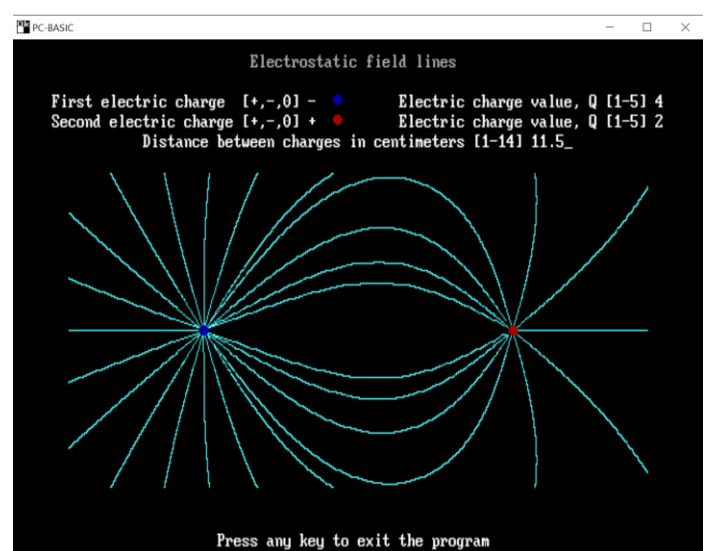 PC-BASIC
Electrostatic field lines
First electric charge [+,-,0] - Electric charge value, Q [1-5] 4
Second electric charge [+,-,0] + Electric charge value, Q [1-5] 2
Distance between charges in centimeters [1-14] 11.5_
Press any key to exit the program